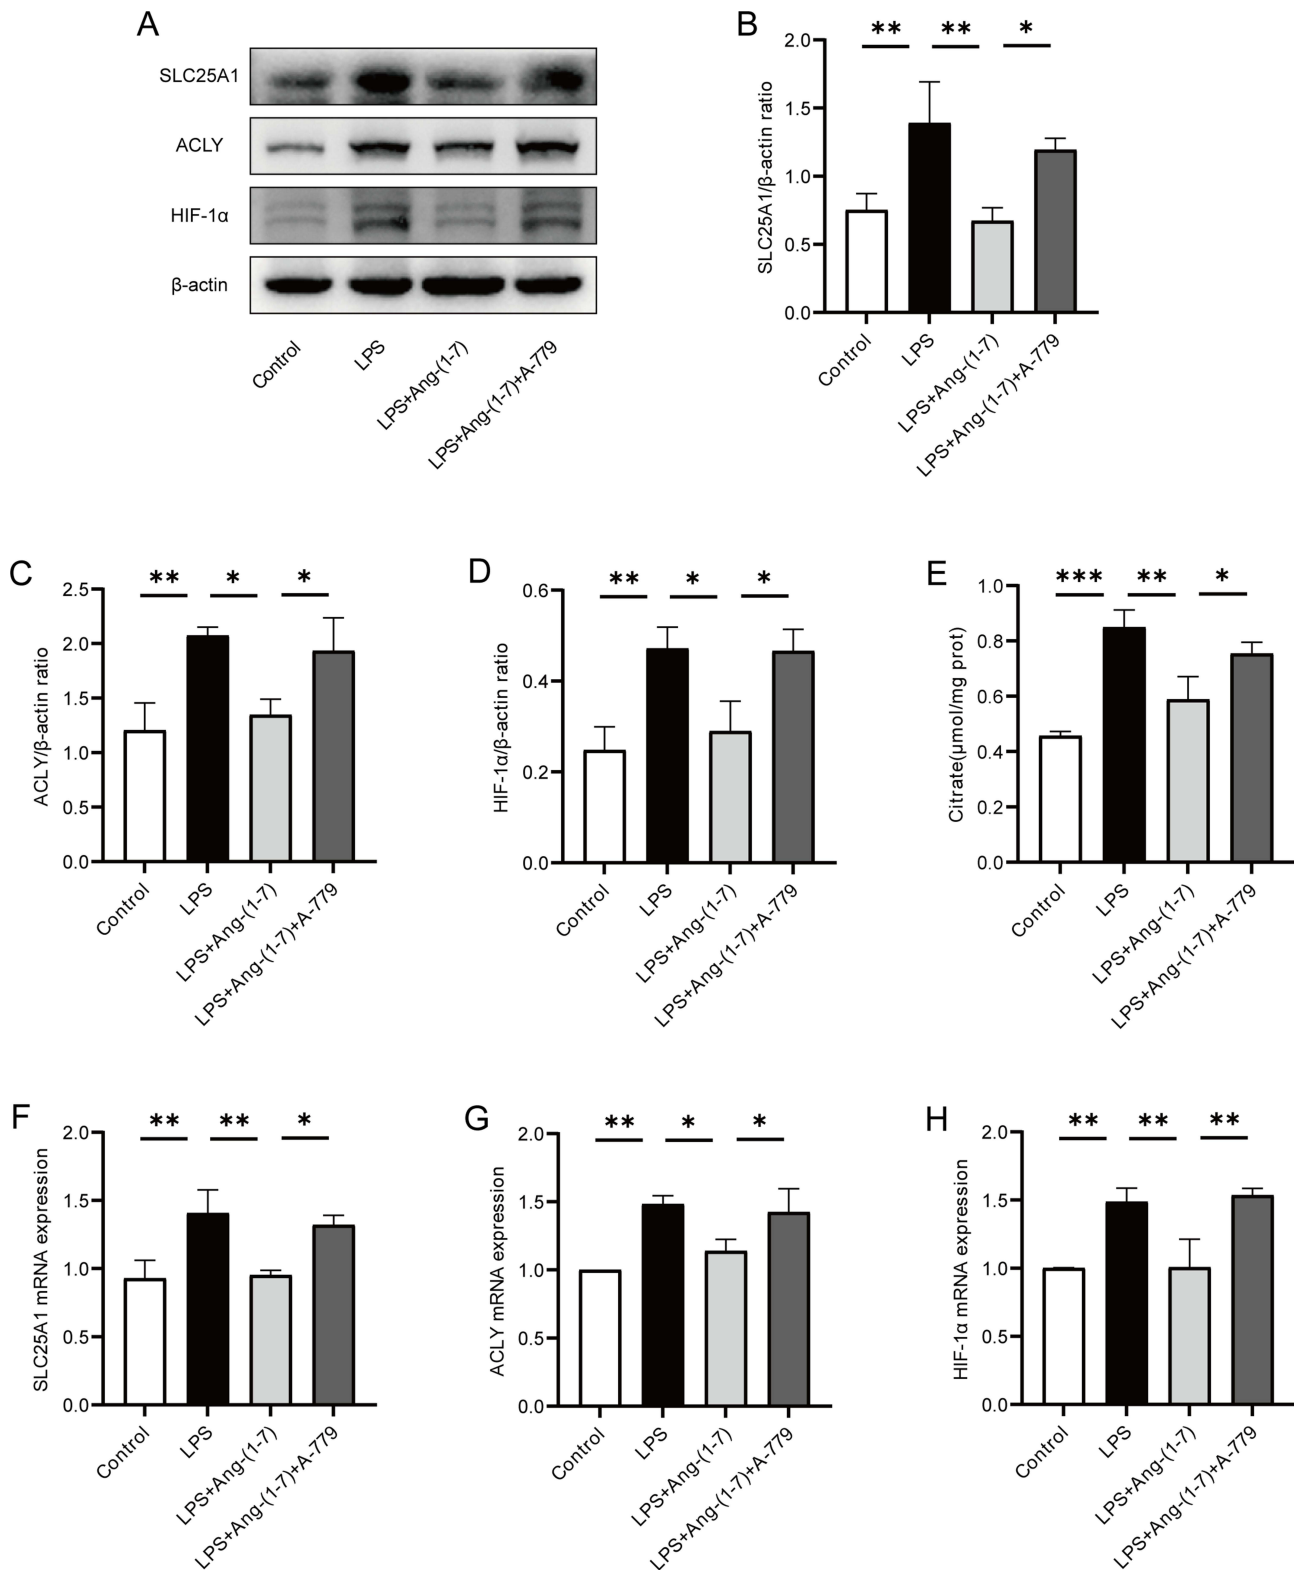 A
SLC25A1
ACLY
HIF-1α
β-actin
Control
LPS
LPS+Ang-(1-7)
LPS+Ang-(1-7)+A-779
B
** ** *
SLC25A1/β-actin ratio
2.0
1.5
1.0
0.5
0.0
Control
LPS
LPS+Ang-(1-7)
LPS+Ang-(1-7)+A-779
C
** * *
ACLY/β-actin ratio
2.5
2.0
1.5
1.0
0.5
0.0
Control
LPS
LPS+Ang-(1-7)
LPS+Ang-(1-7)+A-779
D
** * *
HIF-1α/β-actin ratio
0.6
0.4
0.2
0.0
Control
LPS
LPS+Ang-(1-7)
LPS+Ang-(1-7)+A-779
E
*** ** *
Citrate(μmol/mg prot)
1.0
0.8
0.6
0.4
0.2
0.0
Control
LPS
LPS+Ang-(1-7)
LPS+Ang-(1-7)+A-779
F
** ** *
SLC25A1 mRNA expression
2.0
1.5
1.0
0.5
0.0
Control
LPS
LPS+Ang-(1-7)
LPS+Ang-(1-7)+A-779
G
** * *
ACLY mRNA expression
2.0
1.5
1.0
0.5
0.0
Control
LPS
LPS+Ang-(1-7)
LPS+Ang-(1-7)+A-779
H
** ** **
HIF-1α mRNA expression
2.0
1.5
1.0
0.5
0.0
Control
LPS
LPS+Ang-(1-7)
LPS+Ang-(1-7)+A-779